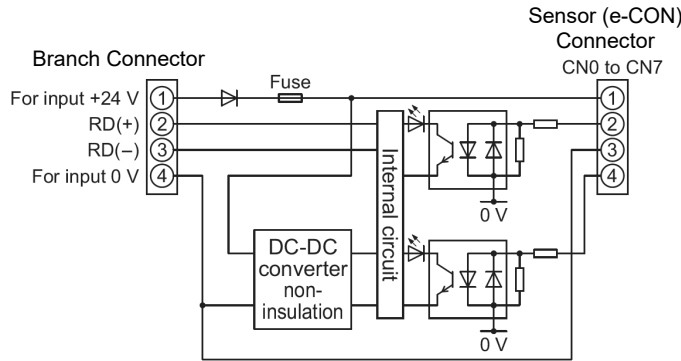 Sensor (e-CON)
Connector
CN0 to CN7
Branch Connector
Fuse
For input +24 V
RD(+)
RD(−)
For input 0 V
1
2
3
4
1
2
3
4
Internal circuit
0 V
DC-DC
converter
non-
insulation
0 V